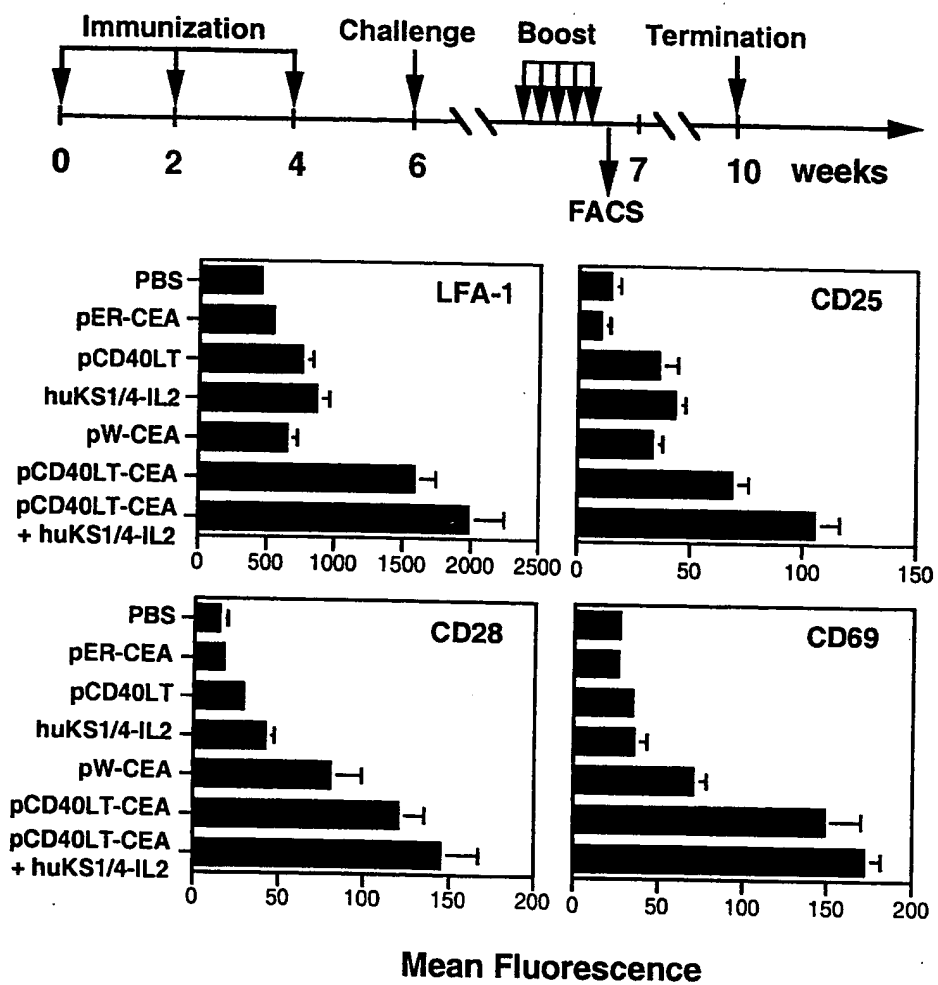 Immunization Challenge Boost Termination
0 2 4 6 7 10 weeks
FACS
PBS
pER-CEA
pCD40LT
huKS1/4-IL2
pW-CEA
pCD40LT-CEA
pCD40LT-CEA
+ huKS1/4-IL2
LFA-1
0 500 1000 1500 2000 2500
CD25
0 50 100 150
PBS
pER-CEA
pCD40LT
huKS1/4-IL2
pW-CEA
pCD40LT-CEA
pCD40LT-CEA
+ huKS1/4-IL2
CD28
0 50 100 150 200
CD69
0 50 100 150 200
Mean Fluorescence